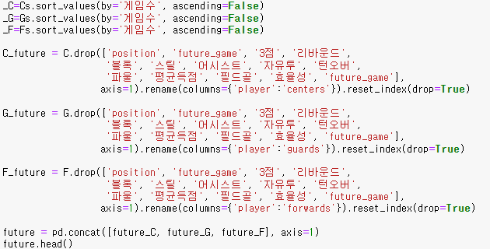 _C=Cs.sort_values(by='게임수', ascending=False)
_G=Gs.sort_values(by='게임수', ascending=False)
_F=Fs.sort_values(by='게임수', ascending=False)
C_future = C.drop(['position', 'future_game', '3점', '리바운드',
'블록', '스틸', '어시스트', '자유투', '턴오버',
'파울', '평균득점', '필드골', '효율성', 'future_game'],
axis=1).rename(columns={'player':'centers'}).reset_index(drop=True)
G_future = G.drop(['position', 'future_game', '3점', '리바운드',
'블록', '스틸', '어시스트', '자유투', '턴오버',
'파울', '평균득점', '필드골', '효율성', 'future_game'],
axis=1).rename(columns={'player':'guards'}).reset_index(drop=True)
F_future = F.drop(['position', 'future_game', '3점', '리바운드',
'블록', '스틸', '어시스트', '자유투', '턴오버',
'파울', '평균득점', '필드골', '효율성', 'future_game'],
axis=1).rename(columns={'player':'forwards'}).reset_index(drop=True)
future = pd.concat([future_C, future_G, future_F], axis=1)
future.head()